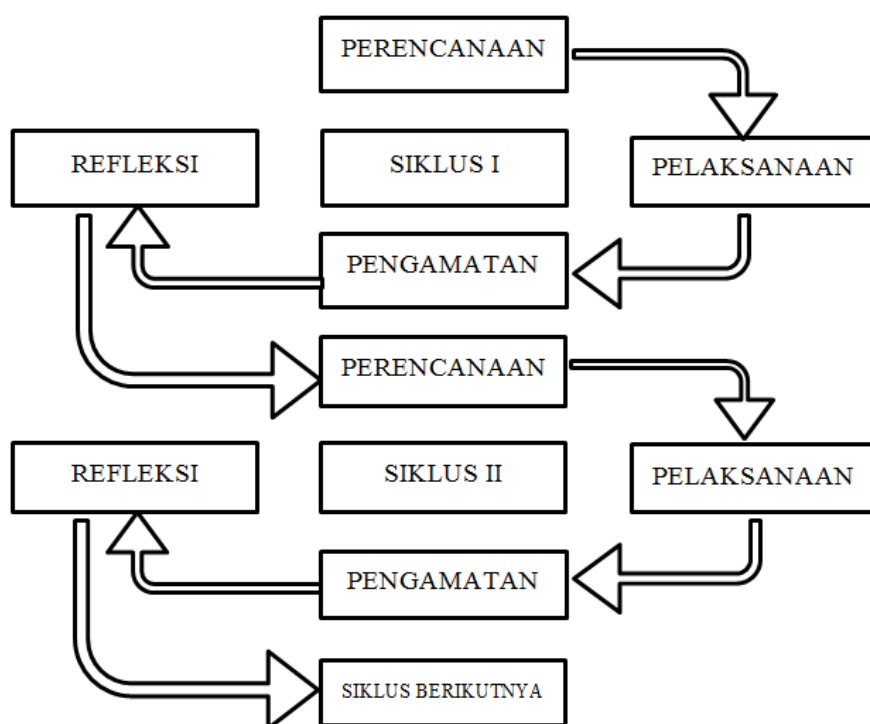 PERENCANAAN
REFLEKSI
SIKLUS I
PELAKSANAAN
PENGAMATAN
PERENCANAAN
REFLEKSI
SIKLUS II
PELAKSANAAN
PENGAMATAN
SIKLUS BERIKUTNYA